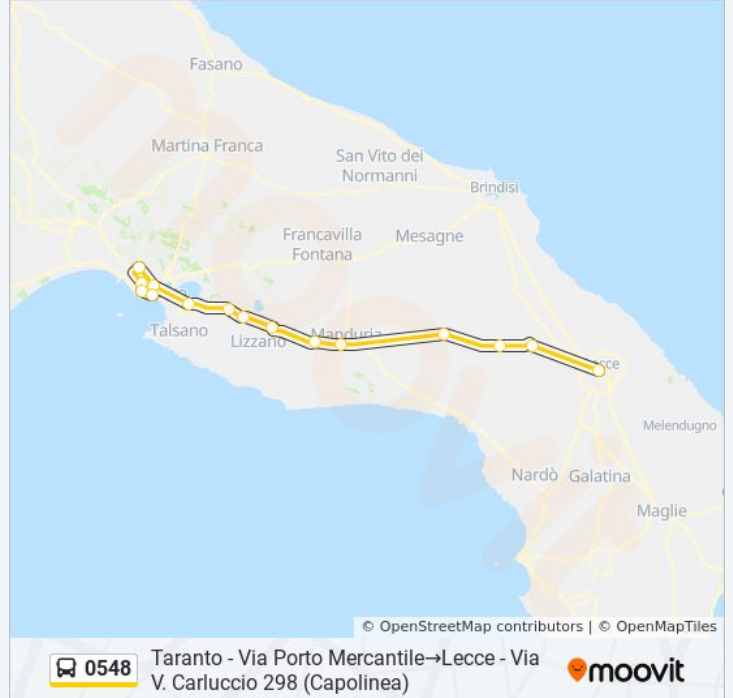 Fasano
Martina Franca
San Vito dei
Normanni
Brindisi
Francavilla
Fontana
Mesagne
Talsano
Lizzano
Manduria
cce
Melendugno
Nardò
Galatina
Maglie
© OpenStreetMap contributors | © OpenMapTiles
0548
Taranto - Via Porto Mercantile→Lecce - Via
V. Carluccio 298 (Capolinea)
moovit